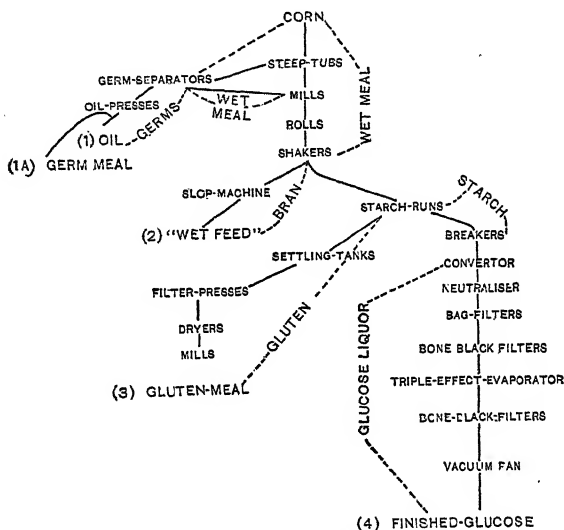 CORN
STEEP-TUBS
GERM-SEPARATORS
MILLS
WET MEAL
OIL-PRESSES
GERMS
WET MEAL
(1) OIL
ROLLS
(1A) GERM MEAL
SHAKERS
SLOP-MACHINE
BRAN
STARCH-RUNS
STARCH
(2) "WET FEED"
BREAKERS
SETTLING-TANKS
CONVERTOR
FILTER-PRESSES
NEUTRALISER
GLUTEN
BAG-FILTERS
DRYERS
MILLS
GLUCOSE LIQUOR
BONE BLACK FILTERS
(3) GLUTEN-MEAL
TRIPLE-EFFECT-EVAPORATOR
BONE-BLACK-FILTERS
VACUUM FAN
(4) FINISHED-GLUCOSE